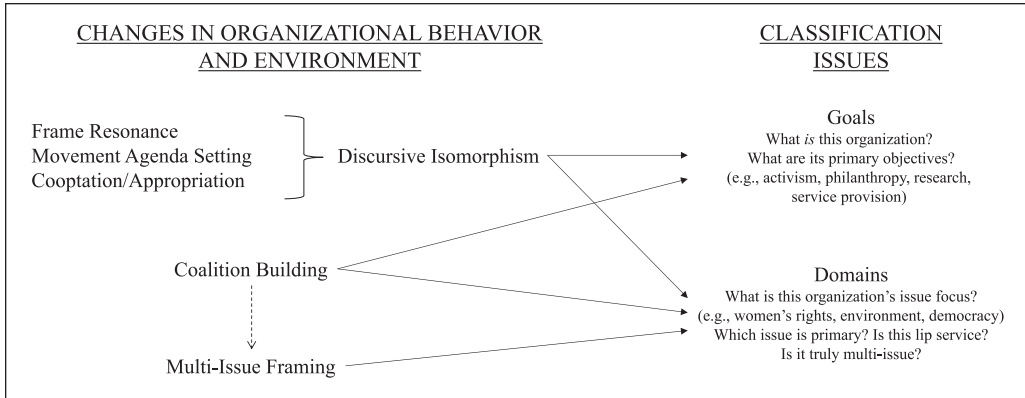 CHANGES IN ORGANIZATIONAL BEHAVIOR
AND ENVIRONMENT
Frame Resonance
Movement Agenda Setting
Cooptation/Appropriation
Discursive Isomorphism
Coalition Building
Multi-Issue Framing
CLASSIFICATION
ISSUES
Goals
What is this organization?
What are its primary objectives?
(e.g., activism, philanthropy, research,
service provision)
Domains
What is this organization's issue focus?
(e.g., women's rights, environment, democracy)
Which issue is primary? Is this lip service?
Is it truly multi-issue?